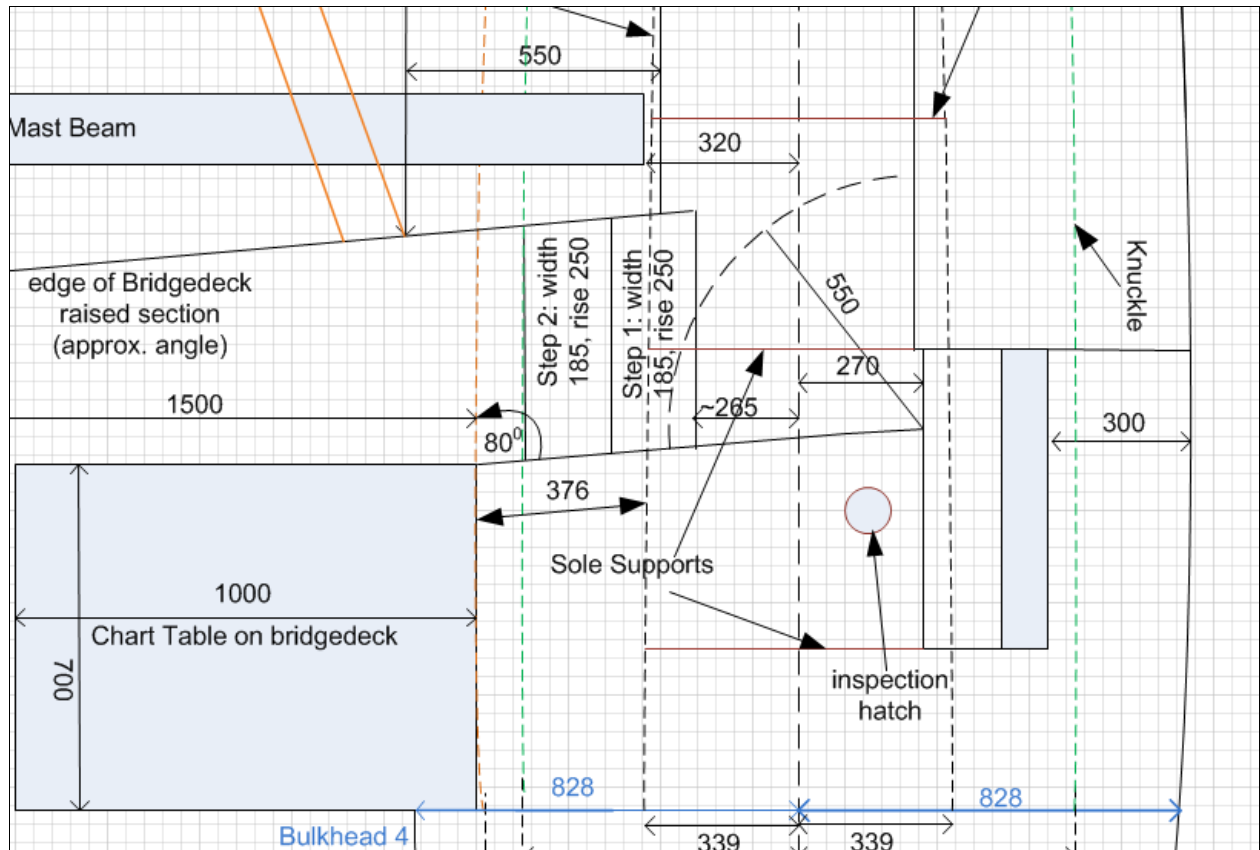 550
Mast Beam
320
edge of Bridgedeck
raised section
(approx. angle)
Step 2: width
185, rise 250
Step 1: width
185, rise 250
550
Knuckle
270
1500
~265
300
80⁰
376
Sole Supports
1000
Chart Table on bridgedeck
700
inspection
hatch
828
828
Bulkhead 4
339
339